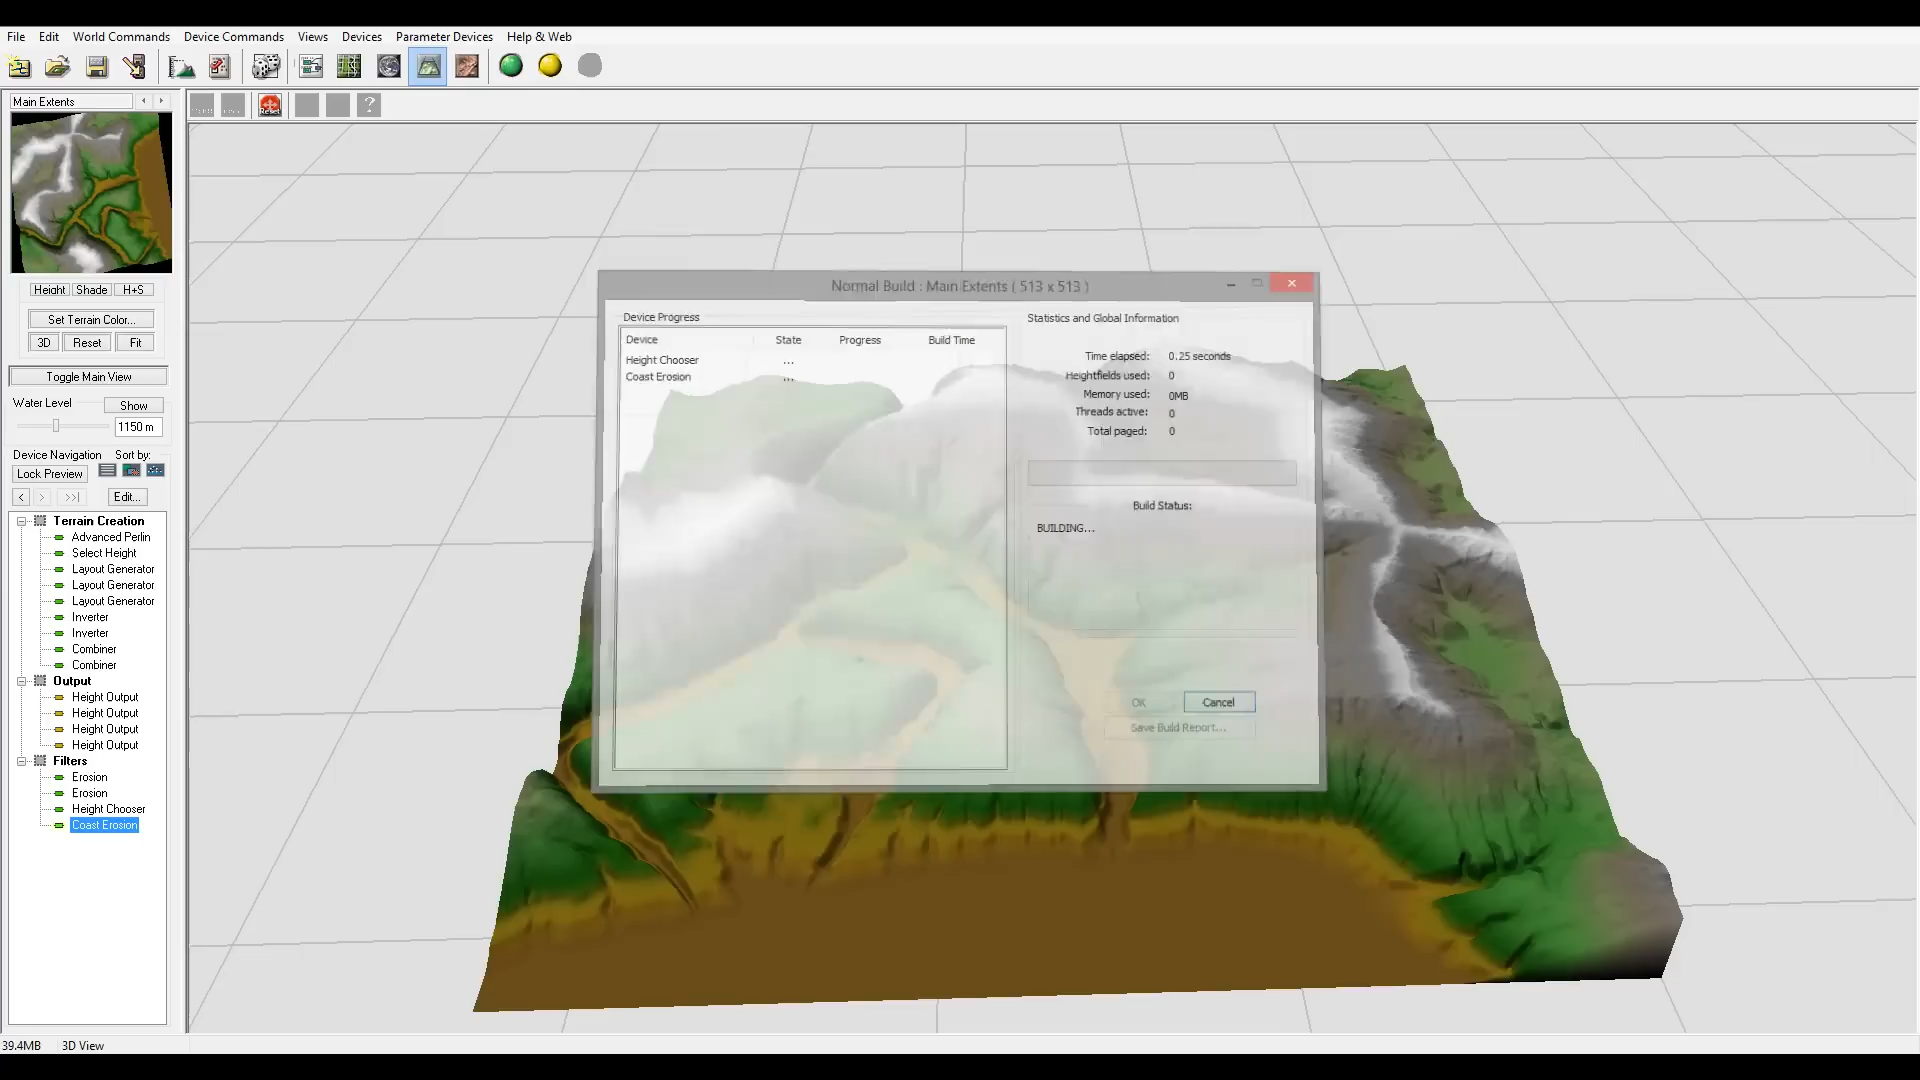 File Edit World Commands Device Commands Views Devices Parameter Devices Help & Web
Main Extents
Reset
?
Height Shade H+S
Set Terrain Color...
3D Reset Fit
Toggle Main View
Water Level Show
1150 m
Device Navigation Sort by:
Lock Preview
< > >>| Edit...
Terrain Creation
Advanced Perlin
Select Height
Layout Generator
Layout Generator
Layout Generator
Inverter
Inverter
Combiner
Combiner
Output
Height Output
Height Output
Height Output
Height Output
Filters
Erosion
Erosion
Height Chooser
Coast Erosion
39.4MB 3D View
Normal Build : Main Extents ( 513 x 513 )
Device Progress
Device State Progress Build Time
Height Chooser ...
Coast Erosion ...
Statistics and Global Information
Time elapsed: 0.25 seconds
Heightfields used: 0
Memory used: 0MB
Threads active: 0
Total paged: 0
Build Status:
BUILDING...
OK Cancel
Save Build Report...